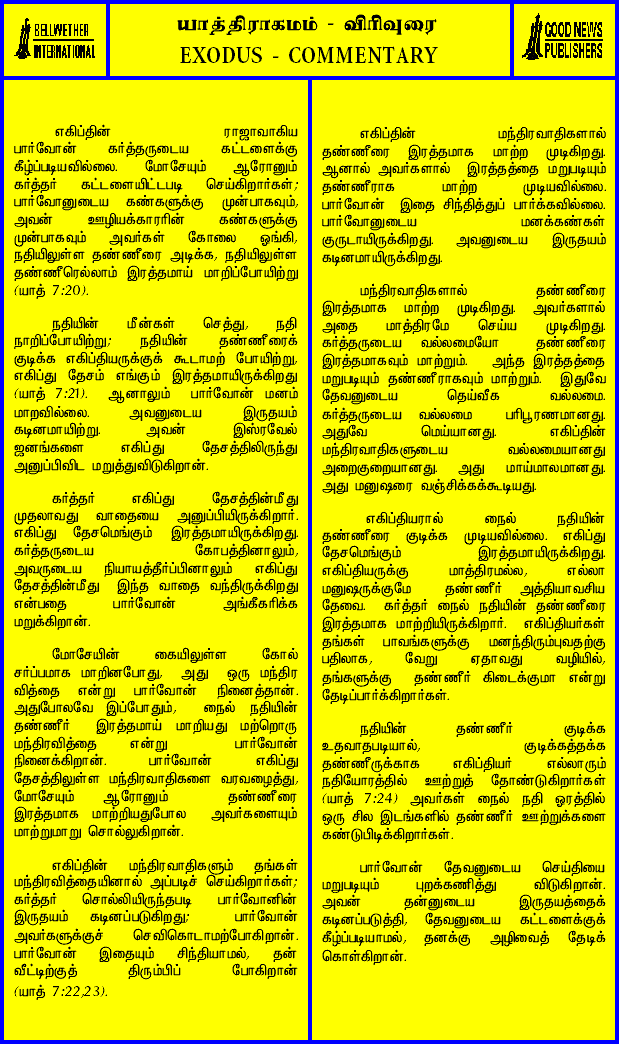 BELLWETHER
INTERNATIONAL
யாத்திராகமம் - விரிவுரை
EXODUS - COMMENTARY
GOOD NEWS
PUBLISHERS
எகிப்தின் ராஜாவாகிய
பார்வோன் கர்த்தருடைய கட்டளைக்கு
கீழ்ப்படியவில்லை. மோசேயும் ஆரோனும்
கர்த்தர் கட்டளையிட்டபடி செய்கிறார்கள்;
பார்வோனுடைய கண்களுக்கு முன்பாகவும்,
அவன் ஊழியக்காரரின் கண்களுக்கு
முன்பாகவும் அவர்கள் கோலை ஓங்கி,
நதியிலுள்ள தண்ணீரை அடிக்க, நதியிலுள்ள
தண்ணீரெல்லாம் இரத்தமாய் மாறிப்போயிற்று
(யாத் 7:20).
நதியின் மீன்கள் செத்து, நதி
நாறிப்போயிற்று; நதியின் தண்ணீரைக்
குடிக்க எகிப்தியருக்குக் கூடாமற் போயிற்று,
எகிப்து தேசம் எங்கும் இரத்தமாயிருக்கிறது
(யாத் 7:21). ஆனாலும் பார்வோன் மனம்
மாறவில்லை. அவனுடைய இருதயம்
கடினமாயிற்று. அவன் இஸ்ரவேல்
ஜனங்களை எகிப்து தேசத்திலிருந்து
அனுப்பிவிட மறுத்துவிடுகிறான்.
கர்த்தர் எகிப்து தேசத்தின்மீது
முதலாவது வாதையை அனுப்பியிருக்கிறார்.
எகிப்து தேசமெங்கும் இரத்தமாயிருக்கிறது.
கர்த்தருடைய கோபத்தினாலும்,
அவருடைய நியாயத்தீர்ப்பினாலும் எகிப்து
தேசத்தின்மீது இந்த வாதை வந்திருக்கிறது
என்பதை பார்வோன் அங்கீகரிக்க
மறுக்கிறான்.
மோசேயின் கையிலுள்ள கோல்
சர்ப்பமாக மாறினபோது, அது ஒரு மந்திர
வித்தை என்று பார்வோன் நினைத்தான்.
அதுபோலவே இப்போதும், நைல் நதியின்
தண்ணீர் இரத்தமாய் மாறியது மற்றொரு
மந்திரவித்தை என்று பார்வோன்
நினைக்கிறான். பார்வோன் எகிப்து
தேசத்திலுள்ள மந்திரவாதிகளை வரவழைத்து,
மோசேயும் ஆரோனும் தண்ணீரை
இரத்தமாக மாற்றியதுபோல அவர்களையும்
மாற்றுமாறு சொல்லுகிறான்.
எகிப்தின் மந்திரவாதிகளும் தங்கள்
மந்திரவித்தையினால் அப்படிச் செய்கிறார்கள்;
கர்த்தர் சொல்லியிருந்தபடி பார்வோனின்
இருதயம் கடினப்படுகிறது; பார்வோன்
அவர்களுக்குச் செவிகொடாமற்போகிறான்.
பார்வோன் இதையும் சிந்தியாமல், தன்
வீட்டிற்குத் திரும்பிப் போகிறான்
(யாத் 7:22,23).
எகிப்தின் மந்திரவாதிகளால்
தண்ணீரை இரத்தமாக மாற்ற முடிகிறது.
ஆனால் அவர்களால் இரத்தத்தை மறுபடியும்
தண்ணீராக மாற்ற முடியவில்லை.
பார்வோன் இதை சிந்தித்துப் பார்க்கவில்லை.
பார்வோனுடைய மனக்கண்கள்
குருடாயிருக்கிறது. அவனுடைய இருதயம்
கடினமாயிருக்கிறது.
மந்திரவாதிகளால் தண்ணீரை
இரத்தமாக மாற்ற முடிகிறது. அவர்களால்
அதை மாத்திரமே செய்ய முடிகிறது.
கர்த்தருடைய வல்லமையோ தண்ணீரை
இரத்தமாகவும் மாற்றும். அந்த இரத்தத்தை
மறுபடியும் தண்ணீராகவும் மாற்றும். இதுவே
தேவனுடைய தெய்வீக வல்லமை.
கர்த்தருடைய வல்லமை பரிபூரணமானது.
அதுவே மெய்யானது. எகிப்தின்
மந்திரவாதிகளுடைய வல்லமையானது
அறைகுறையானது. அது மாய்மாலமானது.
அது மனுஷரை வஞ்சிக்கக்கூடியது.
எகிப்தியரால் நைல் நதியின்
தண்ணீரை குடிக்க முடியவில்லை. எகிப்து
தேசமெங்கும் இரத்தமாயிருக்கிறது.
எகிப்தியருக்கு மாத்திரமல்ல, எல்லா
மனுஷருக்குமே தண்ணீர் அத்தியாவசிய
தேவை. கர்த்தர் நைல் நதியின் தண்ணீரை
இரத்தமாக மாற்றியிருக்கிறார். எகிப்தியர்கள்
தங்கள் பாவங்களுக்கு மனந்திரும்புவதற்கு
பதிலாக, வேறு ஏதாவது வழியில்,
தங்களுக்கு தண்ணீர் கிடைக்குமா என்று
தேடிப்பார்க்கிறார்கள்.
நதியின் தண்ணீர் குடிக்க
உதவாதபடியால், குடிக்கத்தக்க
தண்ணீருக்காக எகிப்தியர் எல்லாரும்
நதியோரத்தில் ஊற்றுத் தோண்டுகிறார்கள்
(யாத் 7:24) அவர்கள் நைல் நதி ஓரத்தில்
ஒரு சில இடங்களில் தண்ணீர் ஊற்றுக்களை
கண்டுபிடிக்கிறார்கள்.
பார்வோன் தேவனுடைய செய்தியை
மறுபடியும் புறக்கணித்து விடுகிறான்.
அவன் தன்னுடைய இருதயத்தைக்
கடினப்படுத்தி, தேவனுடைய கட்டளைக்குக்
கீழ்ப்படியாமல், தனக்கு அழிவைத் தேடிக்
கொள்கிறான்.